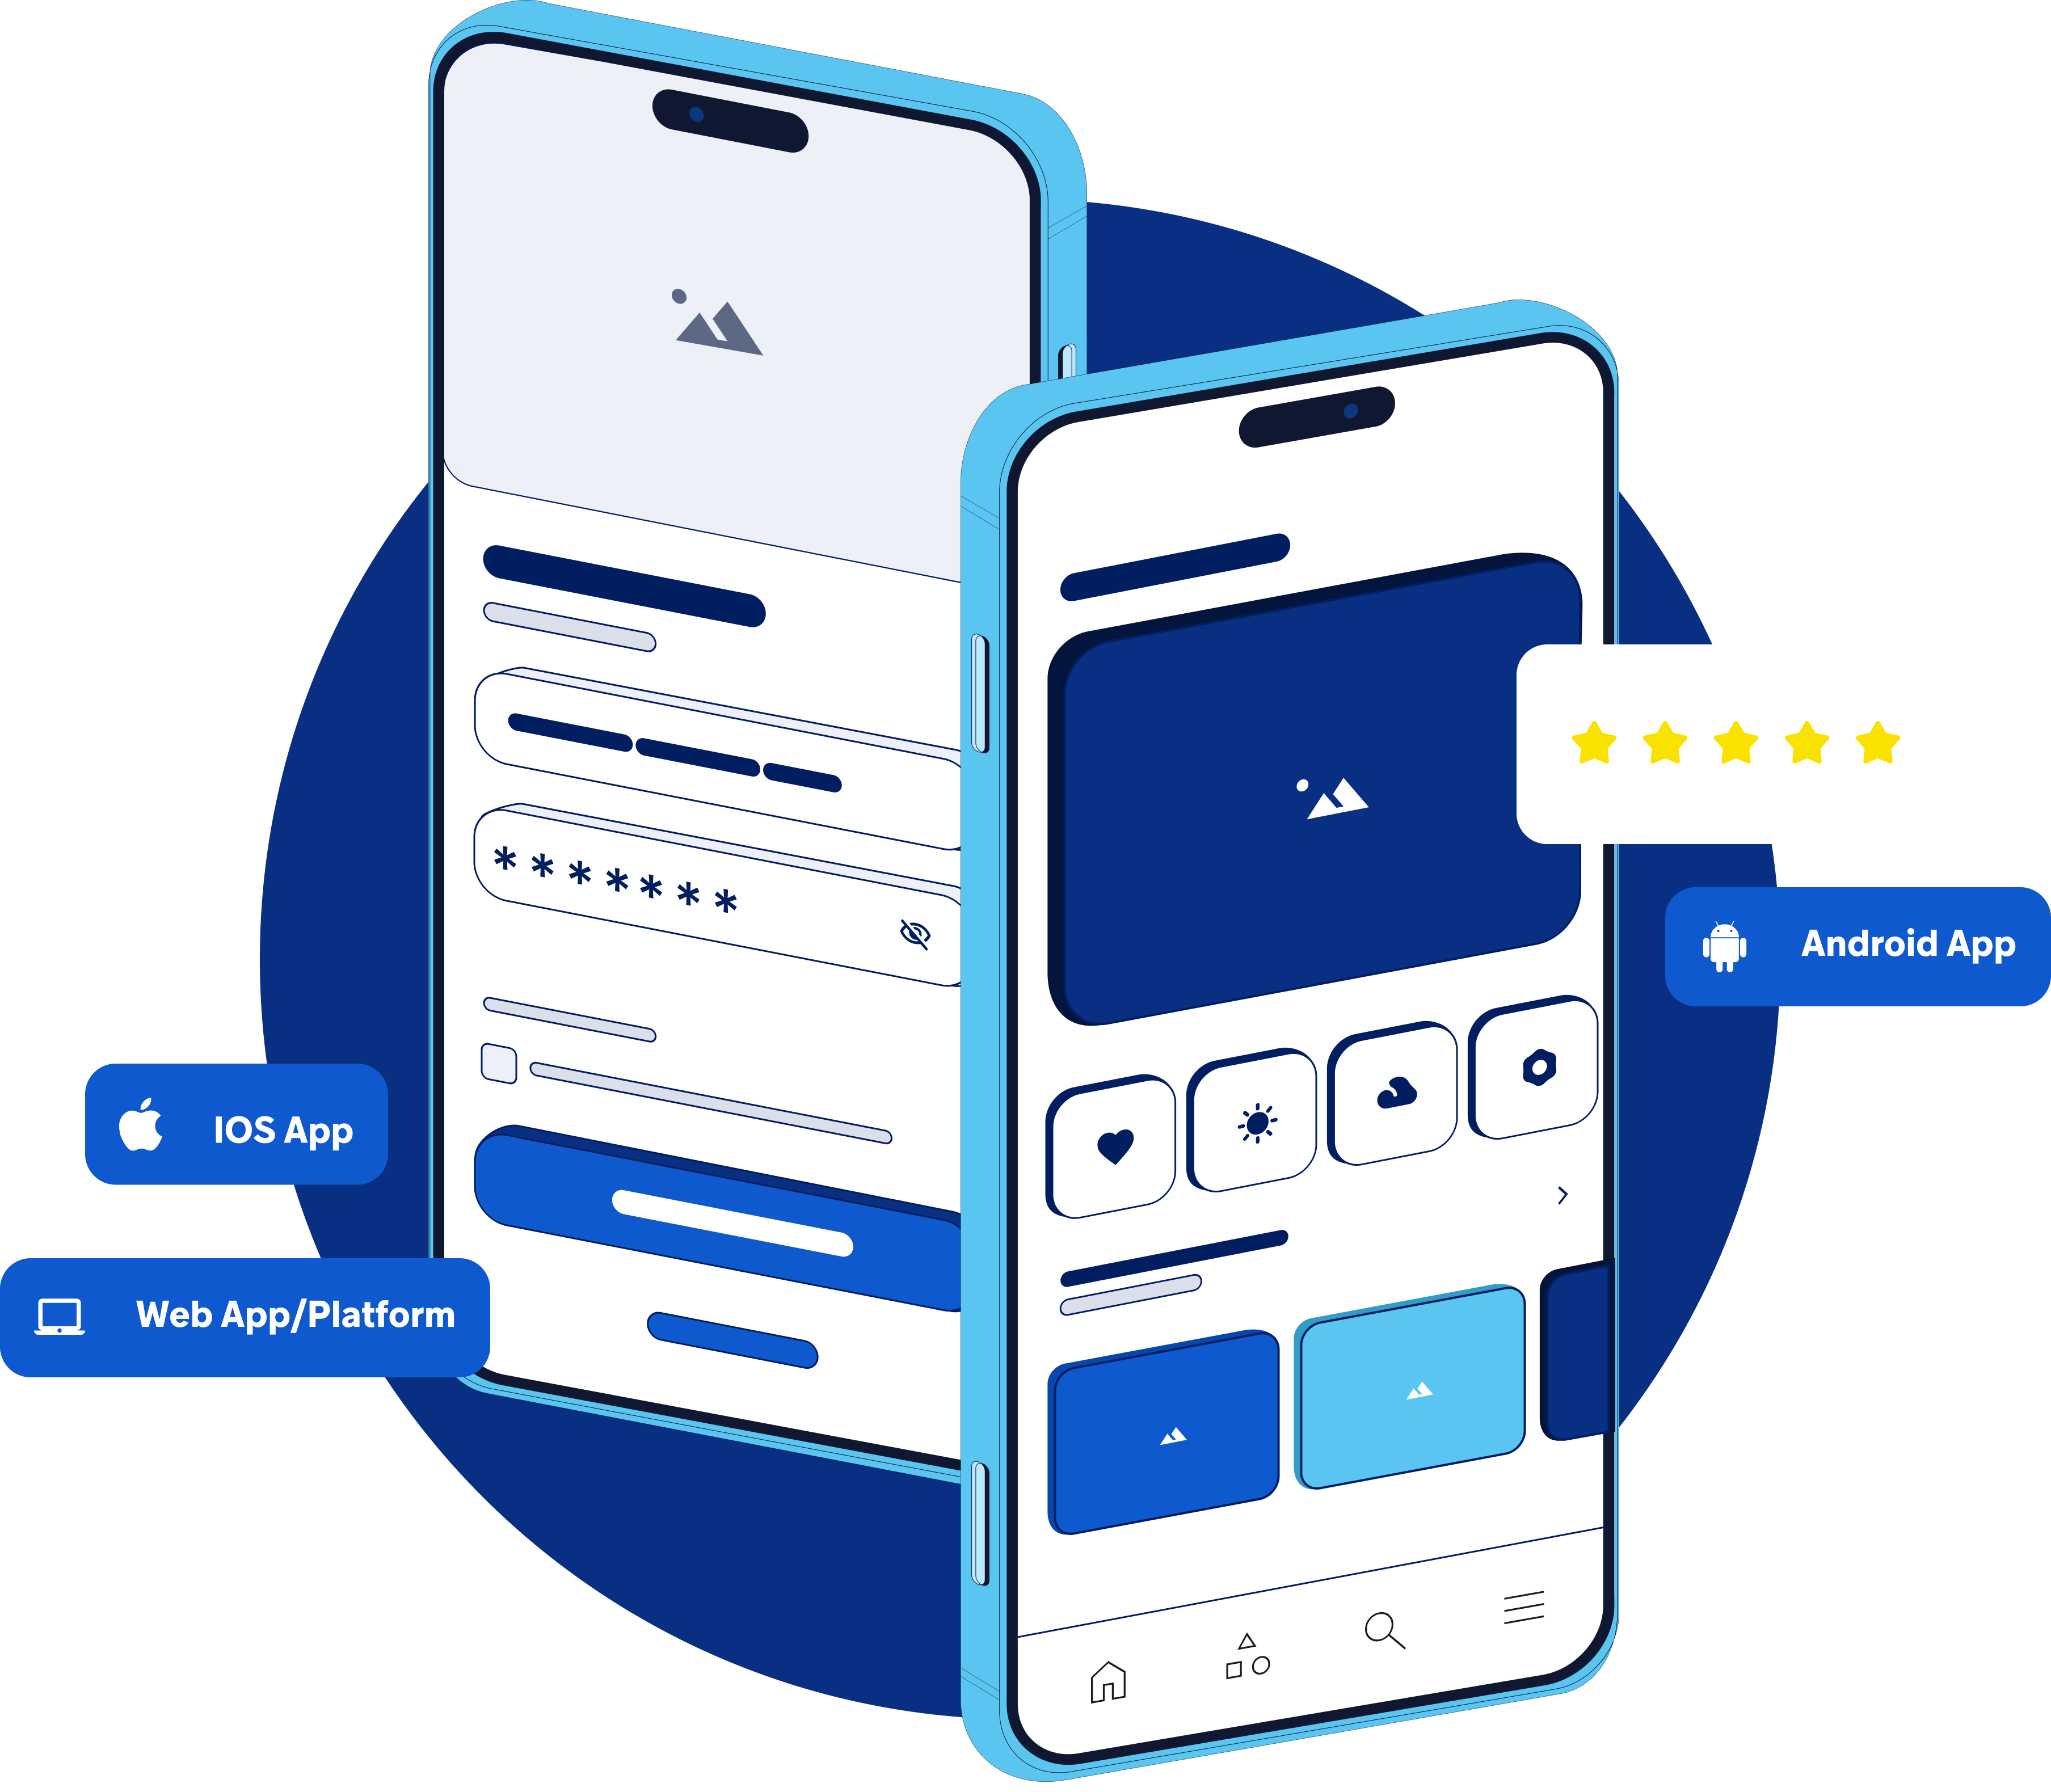 Android App
IOS App
Web App/Platform
*******